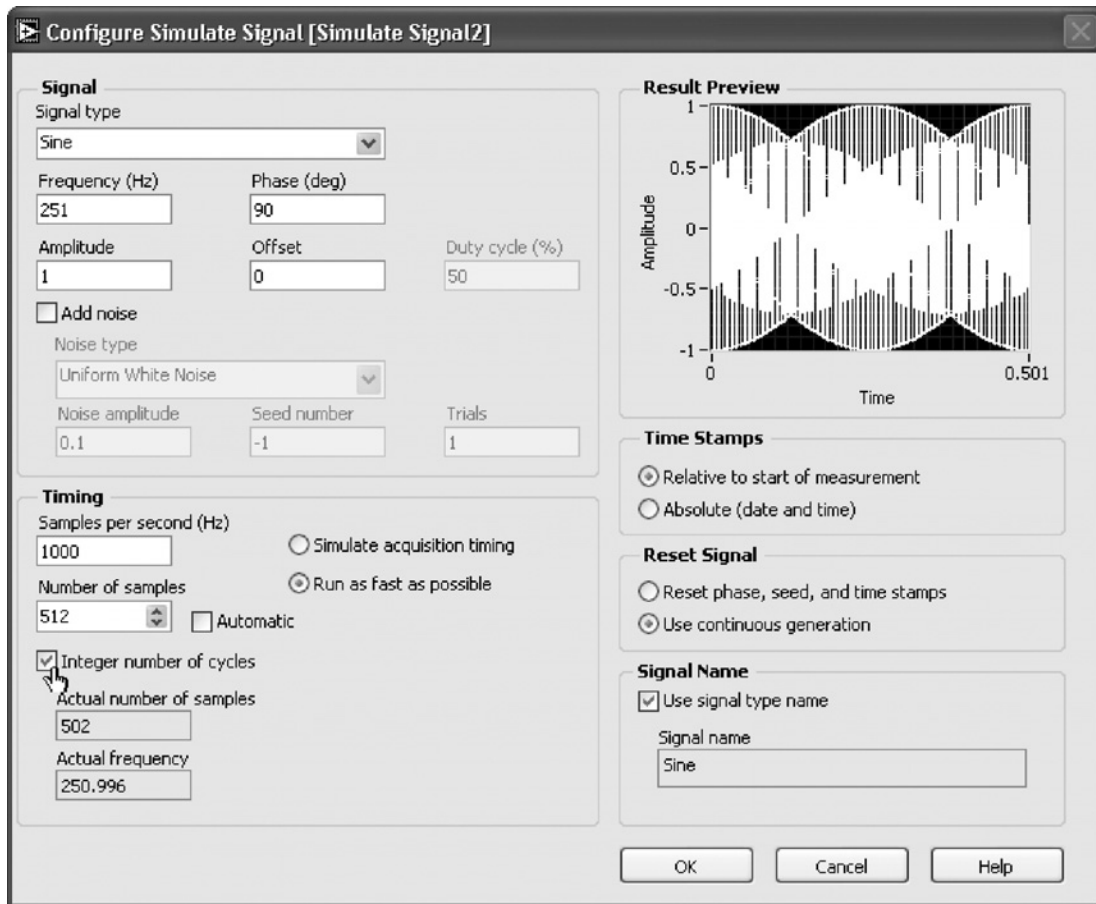 Configure Simulate Signal [Simulate Signal2]
Signal
Signal type
Sine
Frequency (Hz)
Phase (deg)
251
90
Amplitude
Offset
Duty cycle (%)
1
0
50
Add noise
Noise type
Uniform White Noise
Noise amplitude
Seed number
Trials
0.1
-1
1
Timing
Samples per second (Hz)
1000
Simulate acquisition timing
Run as fast as possible
Number of samples
512
Automatic
Integer number of cycles
Actual number of samples
502
Actual frequency
250.996
Result Preview
1
0.5
0
-0.5
-1
Amplitude
0
0.501
Time
Time Stamps
Relative to start of measurement
Absolute (date and time)
Reset Signal
Reset phase, seed, and time stamps
Use continuous generation
Signal Name
Use signal type name
Signal name
Sine
OK
Cancel
Help